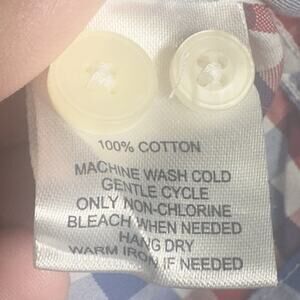 100% COTTON
MACHINE WASH COLD
GENTLE CYCLE
ONLY NON-CHLORINE
BLEACH WHEN NEEDED
HANG DRY
WARM IRON IF NEEDED